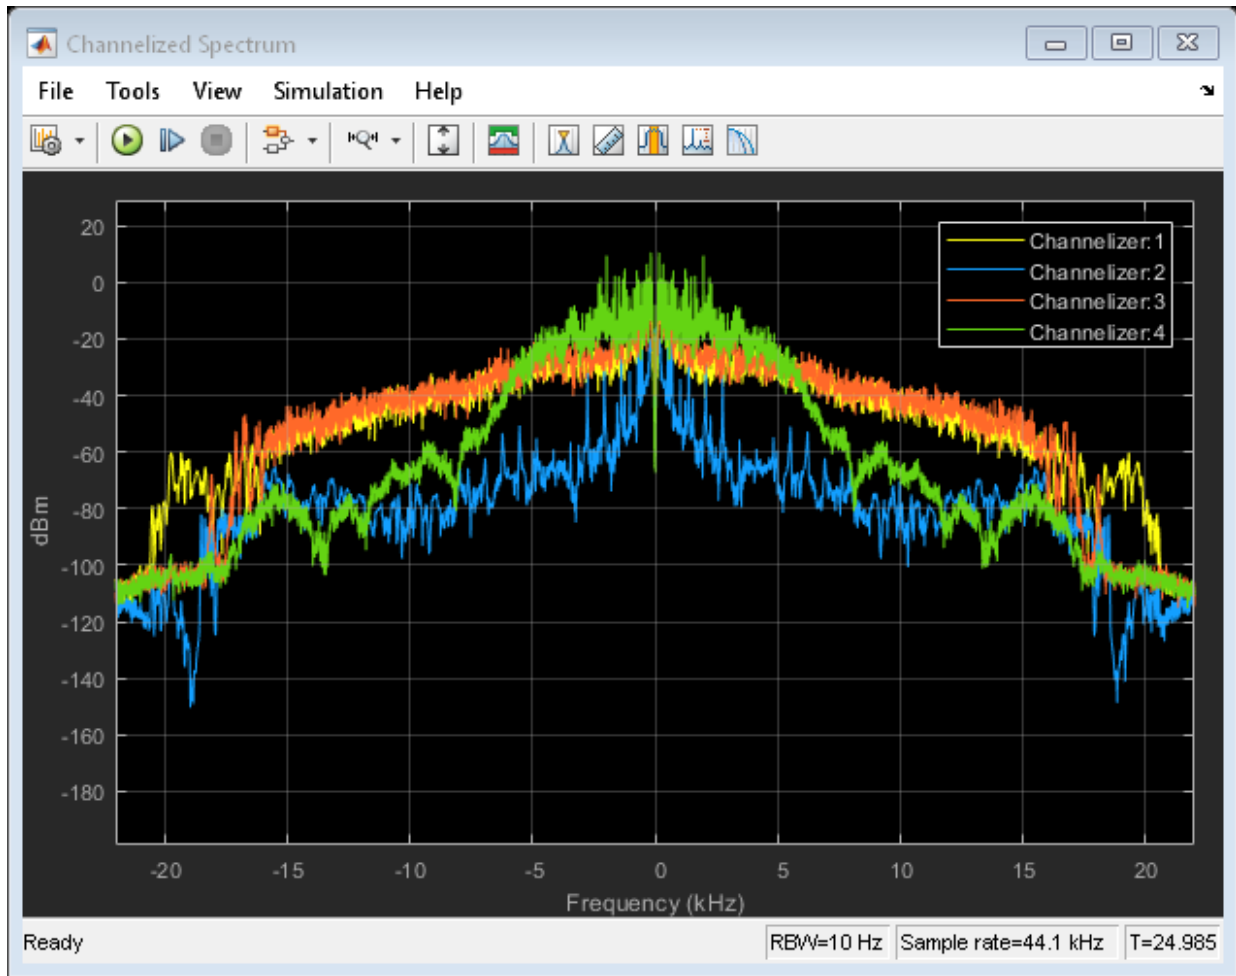 Channelized Spectrum
File Tools View Simulation Help
20
0
-20
-40
-60
-80
-100
-120
-140
-160
-180
dBm
Channelizer:1
Channelizer:2
Channelizer:3
Channelizer:4
-20 -15 -10 -5 0 5 10 15 20
Frequency (kHz)
Ready RBW=10 Hz Sample rate=44.1 kHz T=24.985